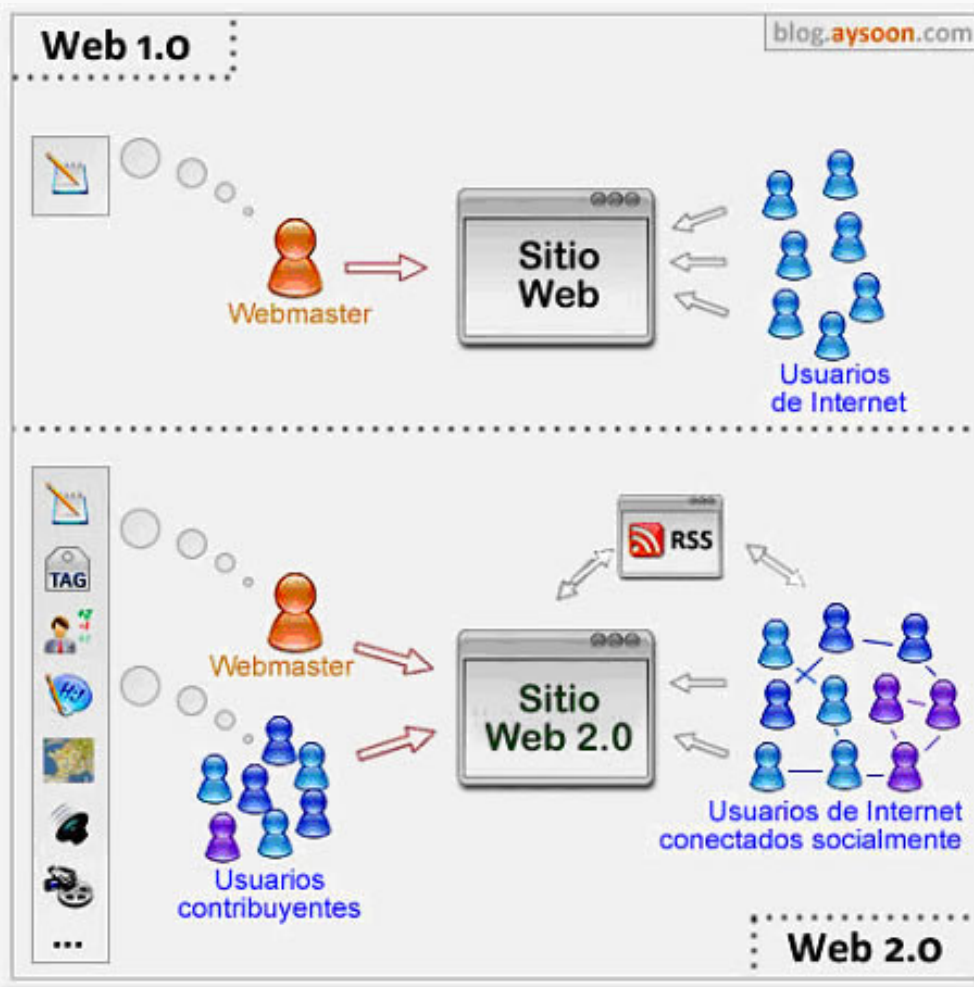 Web 1.0
blog.aysoon.com
Sitio
Web
Webmaster
Usuarios
de Internet
TAG
RSS
Webmaster
Sitio
Web 2.0
Usuarios
contribuyentes
Usuarios de Internet
conectados socialmente
...
Web 2.0